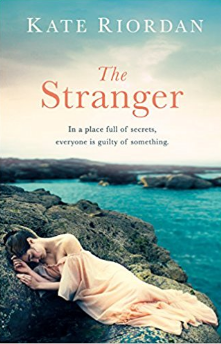 KATE RIORDAN
The
Stranger
In a place full of secrets,
everyone is guilty of something.